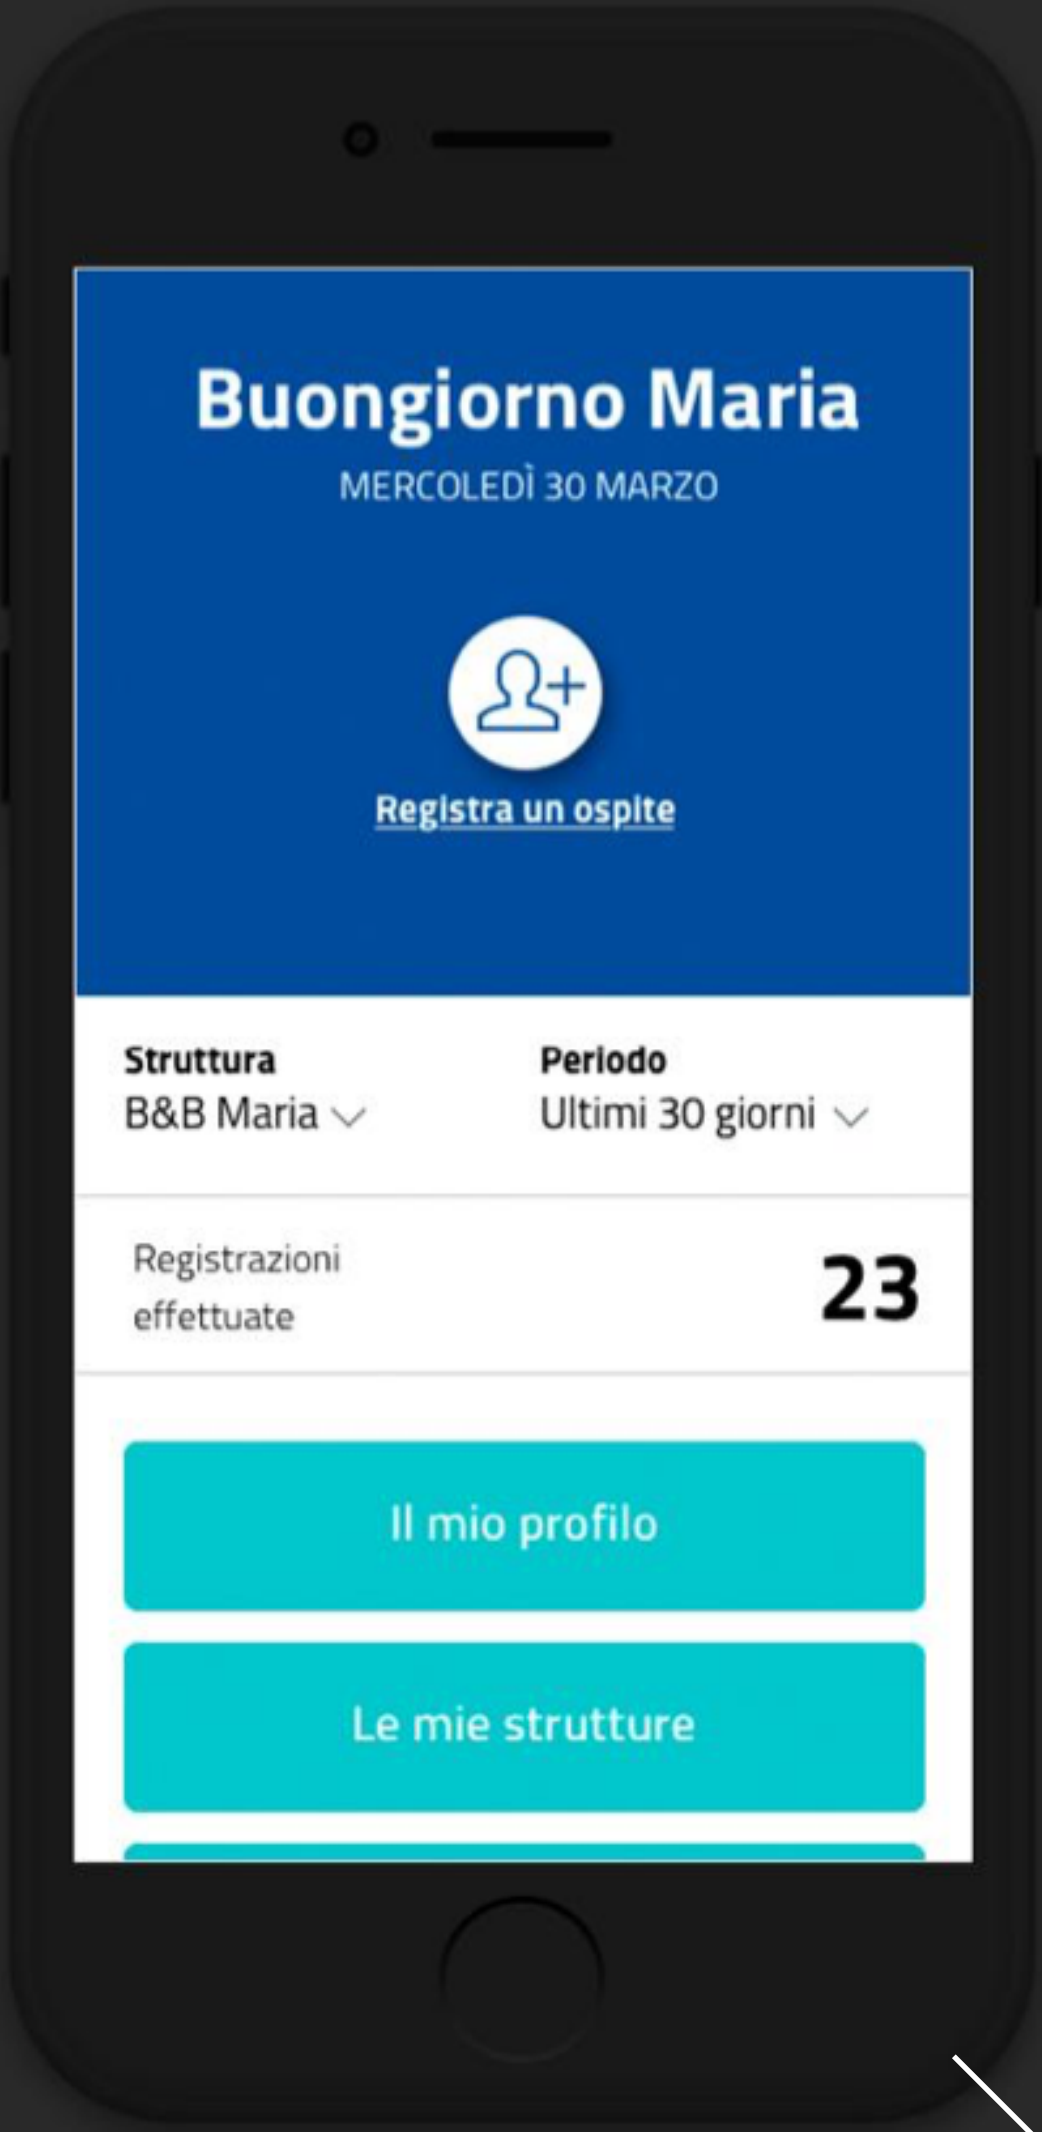 Buongiorno Maria
MERCOLEDÌ 30 MARZO
Registra un ospite
Struttura
B&B Maria
Periodo
Ultimi 30 giorni
Registrazioni
effettuate
23
Il mio profilo
Le mie strutture